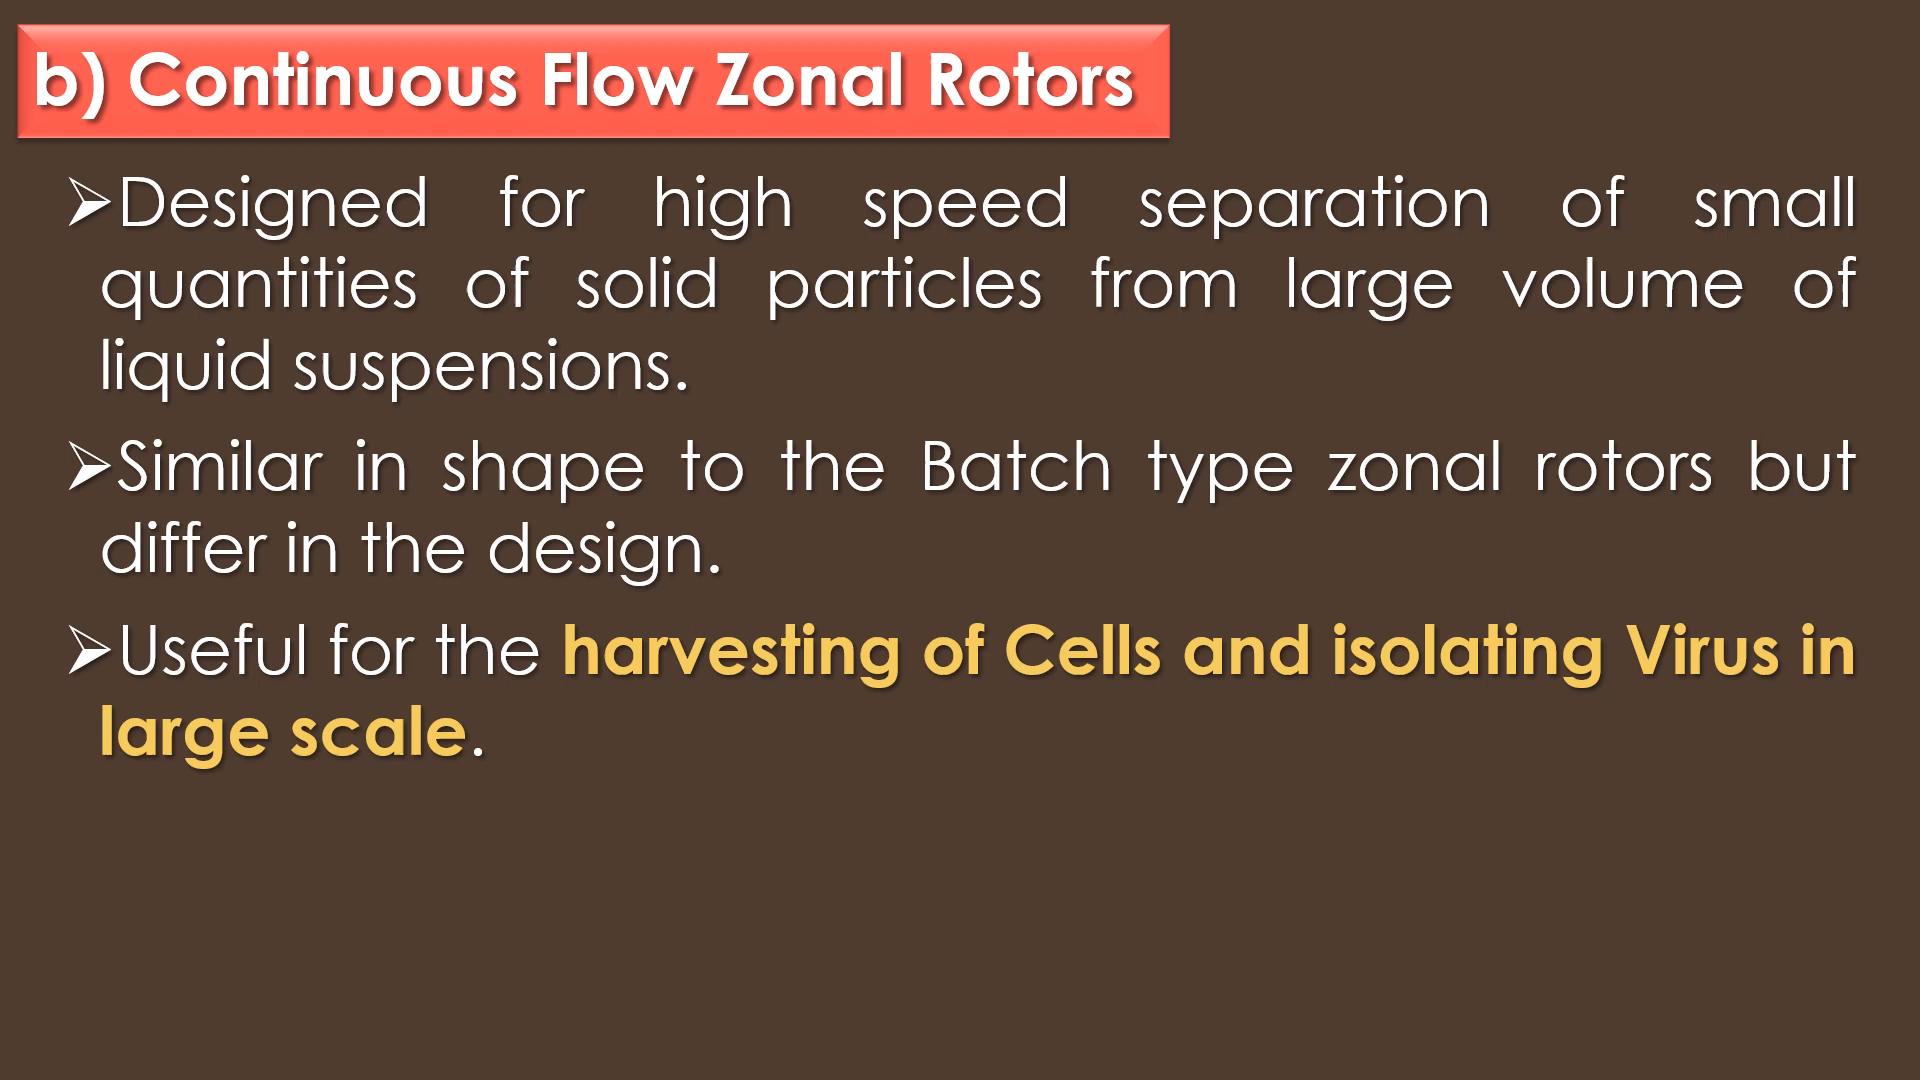 b) Continuous Flow Zonal Rotors
➢Designed for high speed separation of small
quantities of solid particles from large volume of
liquid suspensions.
➢Similar in shape to the Batch type zonal rotors but
differ in the design.
➢Useful for the harvesting of Cells and isolating Virus in
large scale.